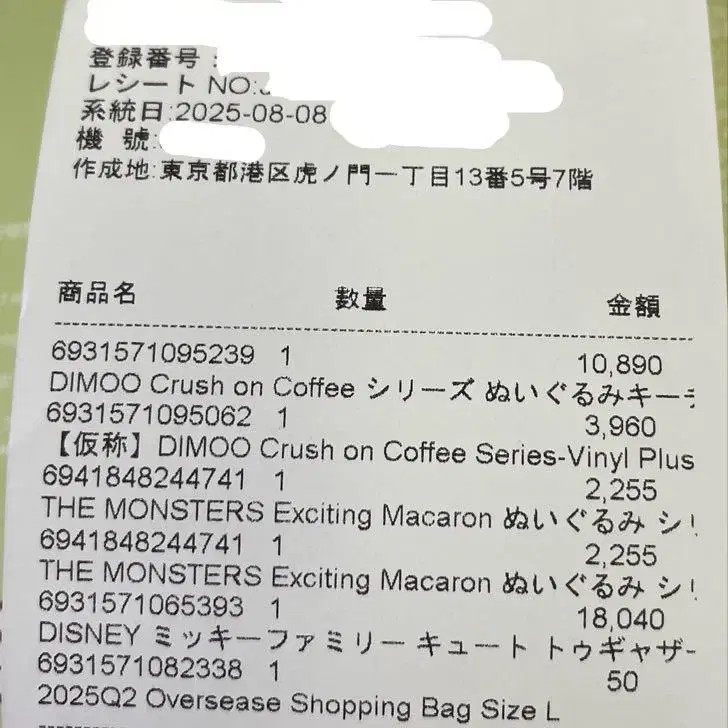 登録番号:
レシート NO:
系統日:2025-08-08
機 號:
作成地:東京都港区虎ノ門一丁目13番5号7階
商品名 數量 金額
6931571095239 1 10,890
DIMOO Crush on Coffee シリーズ ぬいぐるみキー
6931571095062 1 3,960
【仮称】DIMOO Crush on Coffee Series-Vinyl Plus
6941848244741 1 2,255
THE MONSTERS Exciting Macaron ぬいぐるみ シ
6941848244741 1 2,255
THE MONSTERS Exciting Macaron ぬいぐるみ シ
6931571065393 1 18,040
DISNEY ミッキーファミリー キュート トゥギャザー
6931571082338 1 50
2025Q2 Oversease Shopping Bag Size L